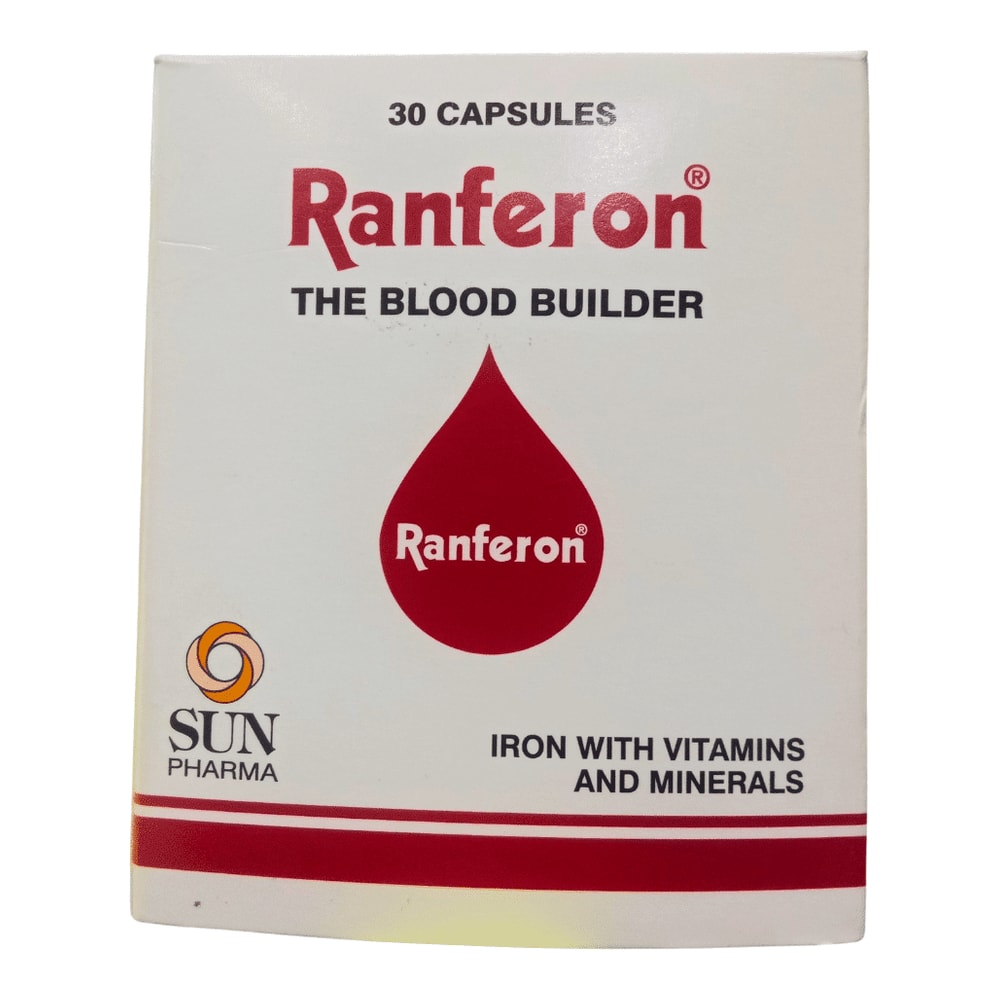 30 CAPSULES
Ranferon®
THE BLOOD BUILDER
Ranferon®
SUN
PHARMA
IRON WITH VITAMINS
AND MINERALS